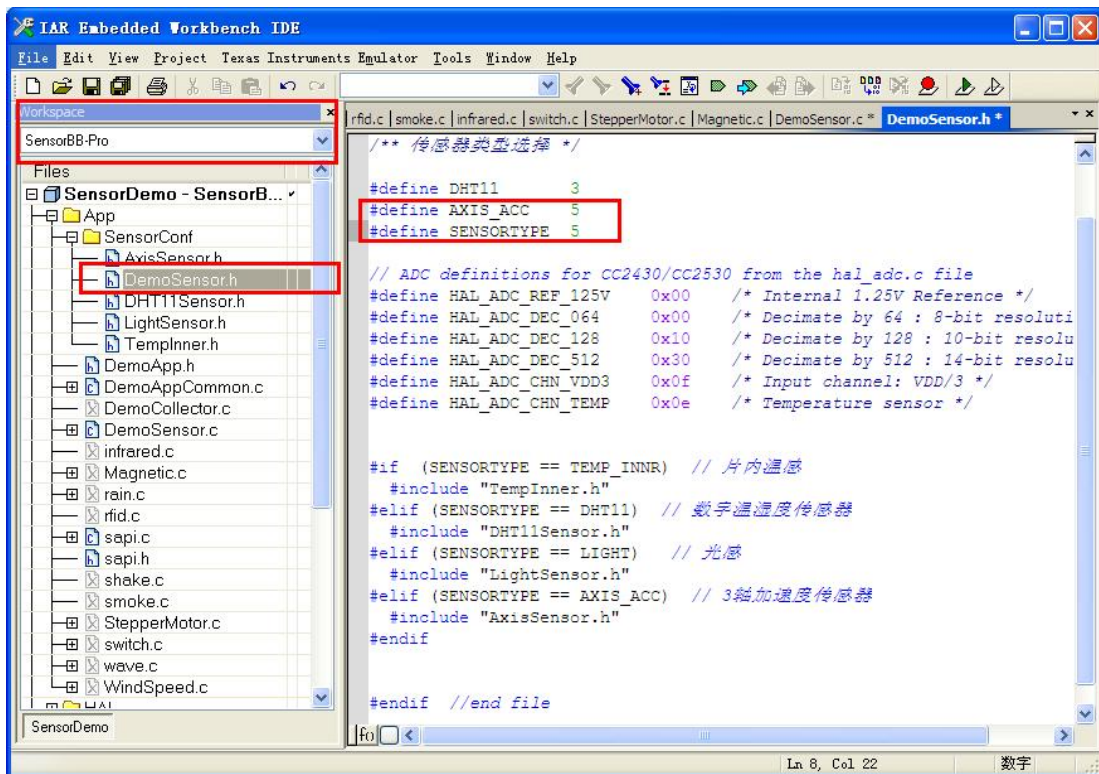 IAR Embedded Workbench IDE
File Edit View Project Texas Instruments Emulator Tools Window Help
Workspace
SensorBB-Pro
Files
SensorDemo - SensorB...
App
SensorConf
AxisSensor.h
DemoSensor.h
DHT11Sensor.h
LightSensor.h
TempInner.h
DemoApp.h
DemoAppCommon.c
DemoCollector.c
DemoSensor.c
infrared.c
Magnetic.c
rain.c
rfid.c
sapi.c
sapi.h
shake.c
smoke.c
StepperMotor.c
switch.c
wave.c
WindSpeed.c
HAL
SensorDemo
rfid.c | smoke.c | infrared.c | switch.c | StepperMotor.c | Magnetic.c | DemoSensor.c * DemoSensor.h *
/** 传感器类型选择 */
#define DHT11 3
#define AXIS_ACC 5
#define SENSORTYPE 5
// ADC definitions for CC2430/CC2530 from the hal_adc.c file
#define HAL_ADC_REF_125V 0x00 /* Internal 1.25V Reference */
#define HAL_ADC_DEC_064 0x00 /* Decimate by 64 : 8-bit resoluti
#define HAL_ADC_DEC_128 0x10 /* Decimate by 128 : 10-bit resolu
#define HAL_ADC_DEC_512 0x30 /* Decimate by 512 : 14-bit resolu
#define HAL_ADC_CHN_VDD3 0x0f /* Input channel: VDD/3 */
#define HAL_ADC_CHN_TEMP 0x0e /* Temperature sensor */
#if (SENSORTYPE == TEMP_INNR) // 片内温感
#include "TempInner.h"
#elif (SENSORTYPE == DHT11) // 数字温湿度传感器
#include "DHT11Sensor.h"
#elif (SENSORTYPE == LIGHT) // 光感
#include "LightSensor.h"
#elif (SENSORTYPE == AXIS_ACC) // 3轴加速度传感器
#include "AxisSensor.h"
#endif
#endif //end file
fo
Ln 8, Col 22 数字